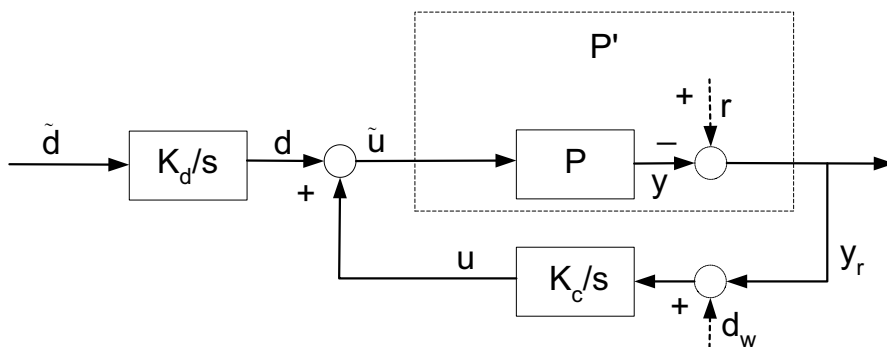 P'
+ r
d̃ K_d/s d ũ P − y
+
u K_c/s + y_r
d_w